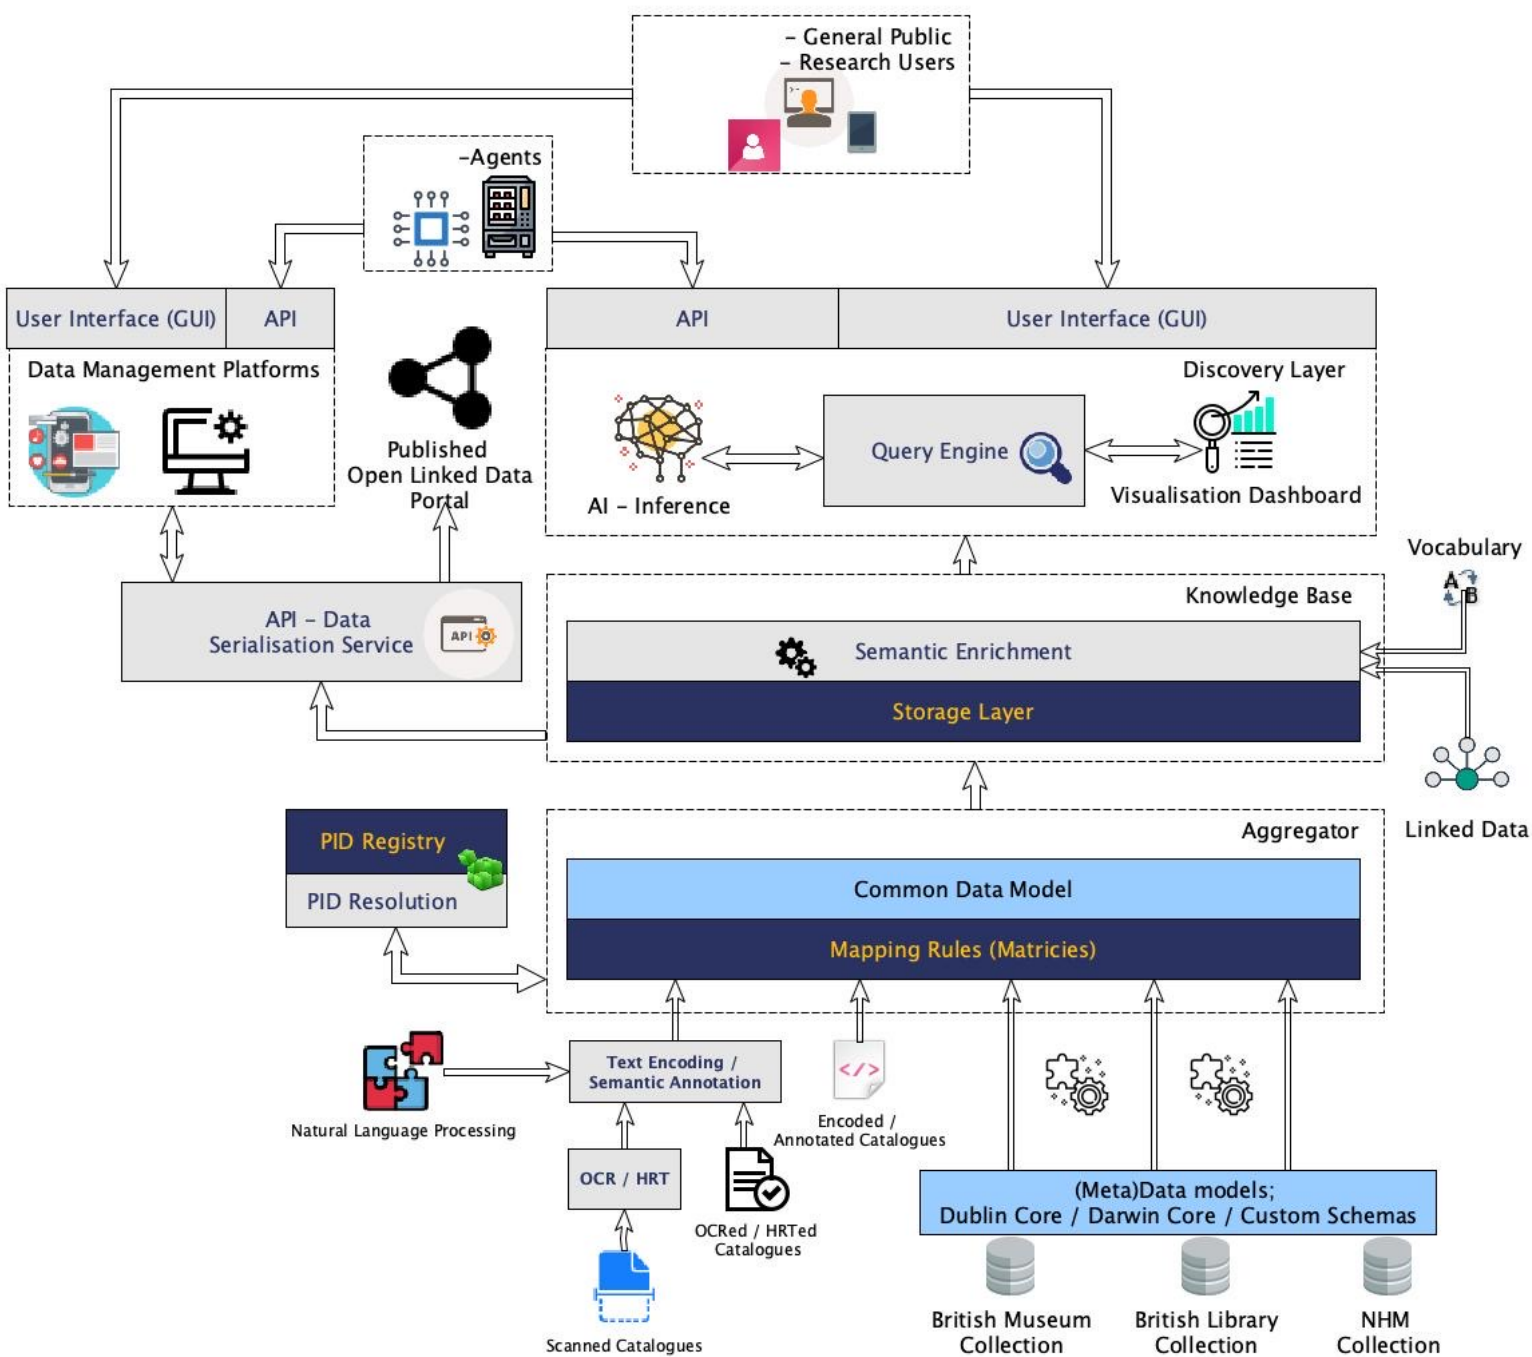 - General Public
- Research Users
-Agents
User Interface (GUI)
API
API
User Interface (GUI)
Data Management Platforms
Published
Open Linked Data
Portal
Discovery Layer
Query Engine
AI - Inference
Visualisation Dashboard
Vocabulary
A
B
API - Data
Serialisation Service
API
Knowledge Base
Semantic Enrichment
Storage Layer
Linked Data
PID Registry
PID Resolution
Aggregator
Common Data Model
Mapping Rules (Matricies)
Natural Language Processing
Text Encoding /
Semantic Annotation
</>
Encoded /
Annotated Catalogues
OCR / HRT
OCRed / HRTed
Catalogues
Scanned Catalogues
(Meta)Data models;
Dublin Core / Darwin Core / Custom Schemas
British Museum
Collection
British Library
Collection
NHM
Collection